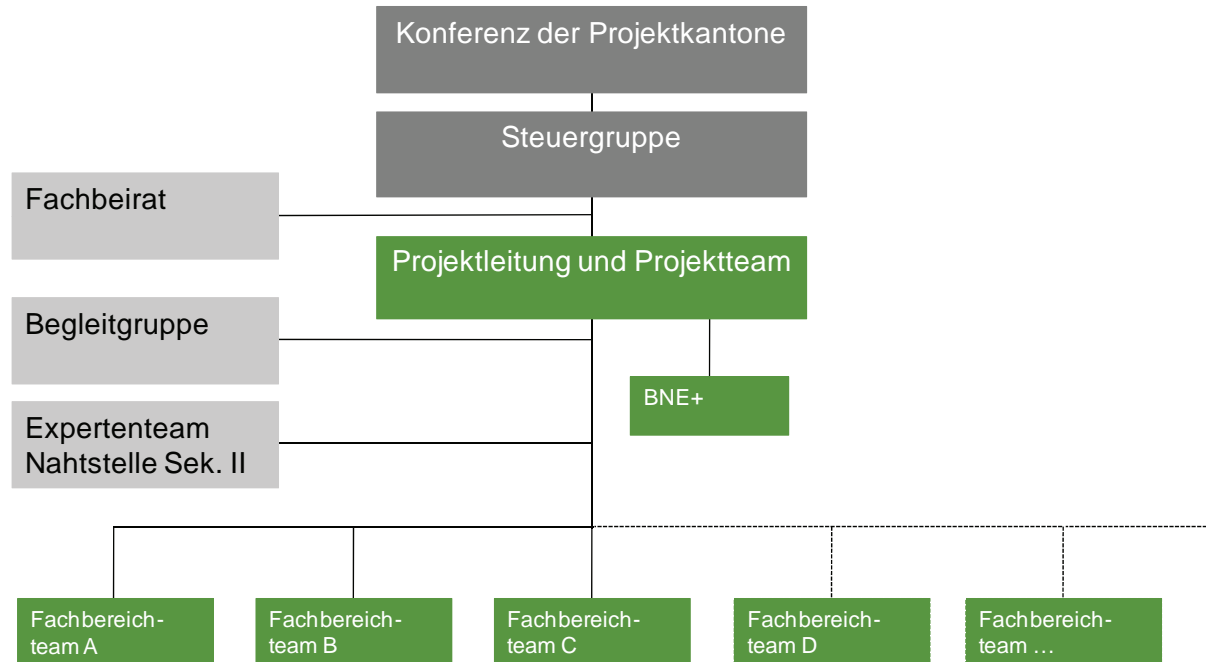 Konferenz der Projektkantone
Steuergruppe
Fachbeirat
Projektleitung und Projektteam
Begleitgruppe
BNE+
Expertenteam
Nahtstelle Sek. II
Fachbereich-
team A
Fachbereich-
team B
Fachbereich-
team C
Fachbereich-
team D
Fachbereich-
team …